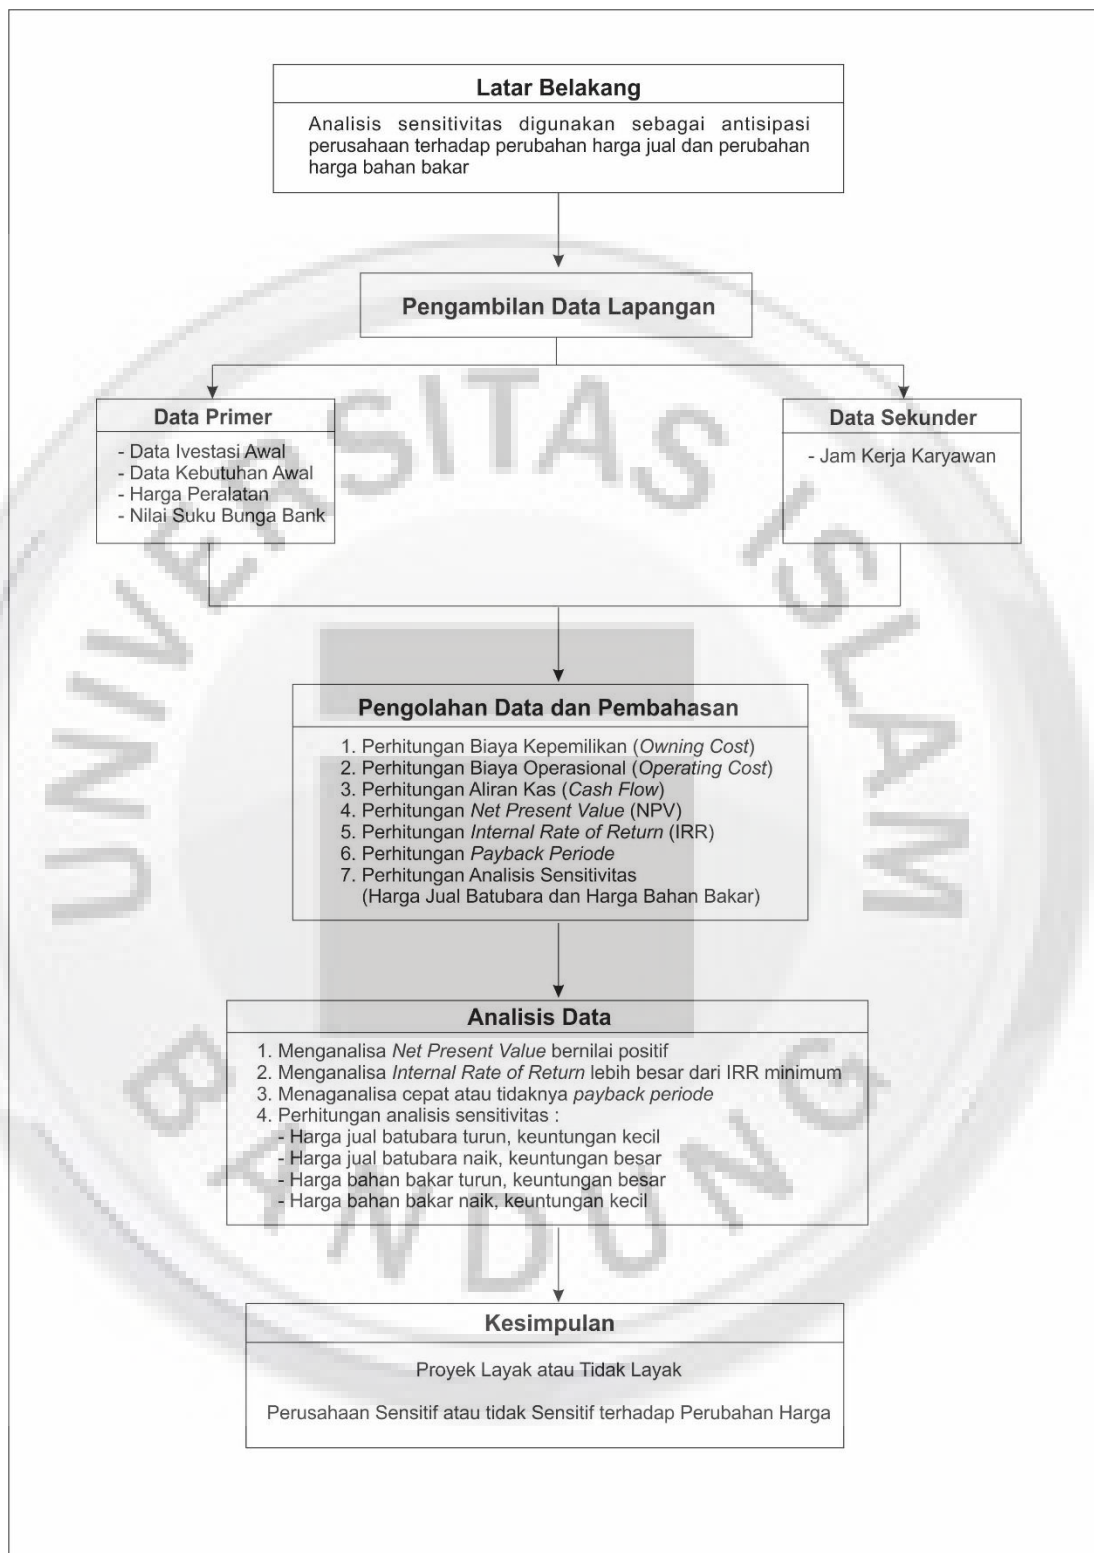 Latar Belakang
Analisis sensitivitas digunakan sebagai antisipasi
perusahaan terhadap perubahan harga jual dan perubahan
harga bahan bakar
Pengambilan Data Lapangan
Data Primer
- Data Ivestasi Awal
- Data Kebutuhan Awal
- Harga Peralatan
- Nilai Suku Bunga Bank
Data Sekunder
- Jam Kerja Karyawan
Pengolahan Data dan Pembahasan
1. Perhitungan Biaya Kepemilikan (Owning Cost)
2. Perhitungan Biaya Operasional (Operating Cost)
3. Perhitungan Aliran Kas (Cash Flow)
4. Perhitungan Net Present Value (NPV)
5. Perhitungan Internal Rate of Return (IRR)
6. Perhitungan Payback Periode
7. Perhitungan Analisis Sensitivitas
(Harga Jual Batubara dan Harga Bahan Bakar)
Analisis Data
1. Menganalisa Net Present Value bernilai positif
2. Menganalisa Internal Rate of Return lebih besar dari IRR minimum
3. Menaganalisa cepat atau tidaknya payback periode
4. Perhitungan analisis sensitivitas :
- Harga jual batubara turun, keuntungan kecil
- Harga jual batubara naik, keuntungan besar
- Harga bahan bakar turun, keuntungan besar
- Harga bahan bakar naik, keuntungan kecil
Kesimpulan
Proyek Layak atau Tidak Layak
Perusahaan Sensitif atau tidak Sensitif terhadap Perubahan Harga
UNIVERSITAS ISLAM
BANDUNG